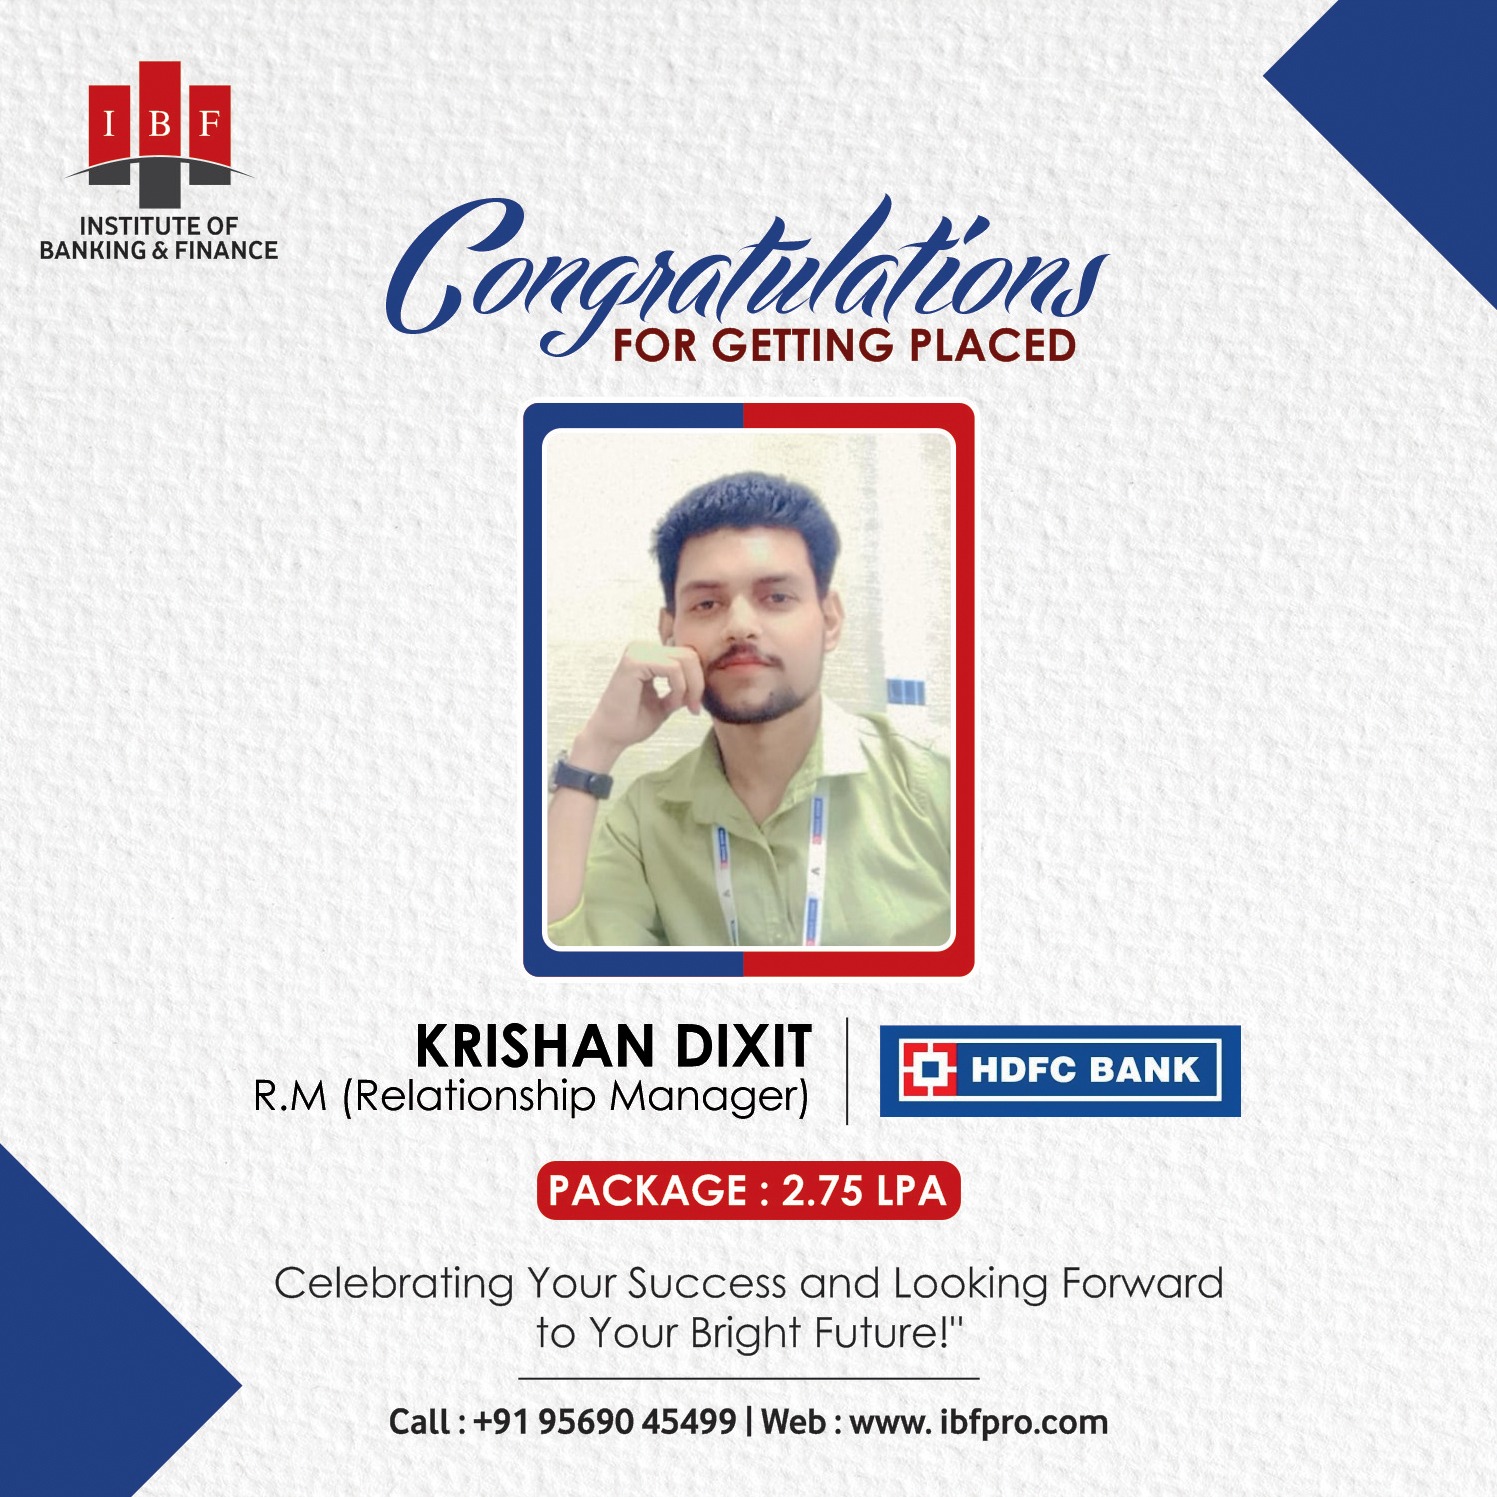 I B F
INSTITUTE OF
BANKING & FINANCE
Congratulations
FOR GETTING PLACED
KRISHAN DIXIT
R.M (Relationship Manager)
HDFC BANK
PACKAGE : 2.75 LPA
Celebrating Your Success and Looking Forward
to Your Bright Future!"
Call : +91 95690 45499 | Web : www. ibfpro.com